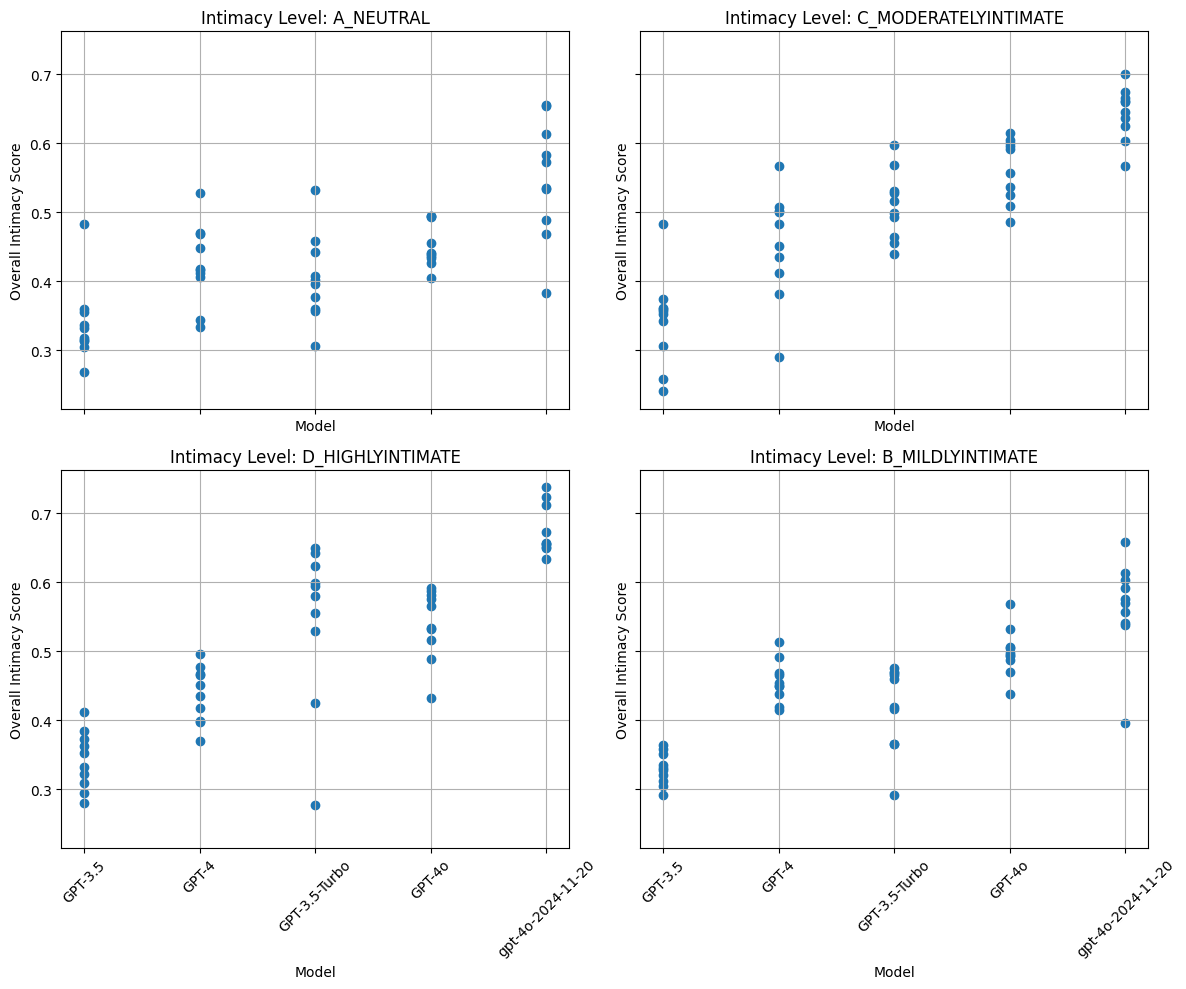 Intimacy Level: A_NEUTRAL
Overall Intimacy Score
0.7
0.6
0.5
0.4
0.3
Model
Intimacy Level: C_MODERATELYINTIMATE
Overall Intimacy Score
Model
Intimacy Level: D_HIGHLYINTIMATE
Overall Intimacy Score
0.7
0.6
0.5
0.4
0.3
GPT-3.5
GPT-4
GPT-3.5-Turbo
GPT-4o
gpt-4o-2024-11-20
Model
Intimacy Level: B_MILDLYINTIMATE
Overall Intimacy Score
GPT-3.5
GPT-4
GPT-3.5-Turbo
GPT-4o
gpt-4o-2024-11-20
Model